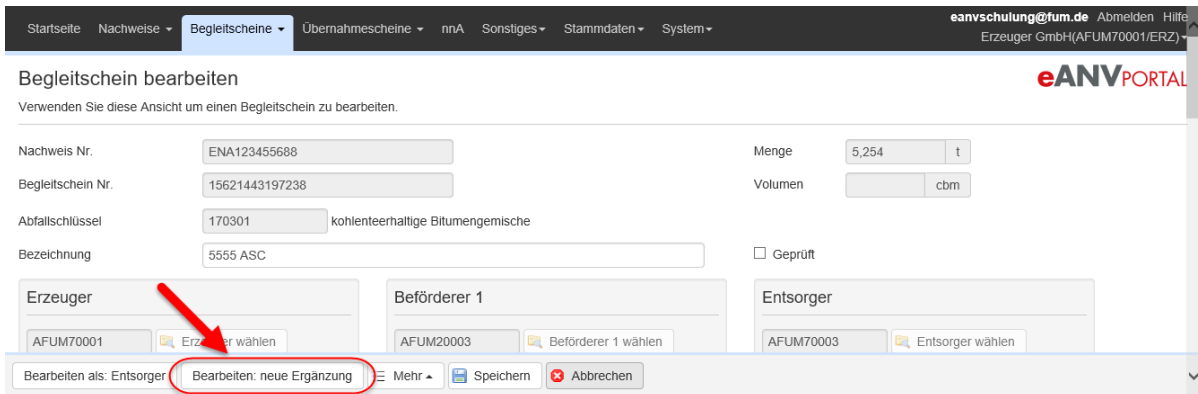 Startseite Nachweise Begleitscheine Übernahmescheine nnA Sonstiges Stammdaten System eanvschulung@fum.de Abmelden Hilfe
Erzeuger GmbH(AFUM70001/ERZ)
Begleitschein bearbeiten eANVPORTAL
Verwenden Sie diese Ansicht um einen Begleitschein zu bearbeiten.
Nachweis Nr. ENA123455688 Menge 5,254 t
Begleitschein Nr. 15621443197238 Volumen cbm
Abfallschlüssel 170301 kohlenteerhaltige Bitumengemische
Bezeichnung 5555 ASC Geprüft
Erzeuger Beförderer 1 Entsorger
AFUM70001 Erzeuger wählen AFUM20003 Beförderer 1 wählen AFUM70003 Entsorger wählen
Bearbeiten als: Entsorger Bearbeiten: neue Ergänzung Mehr Speichern Abbrechen